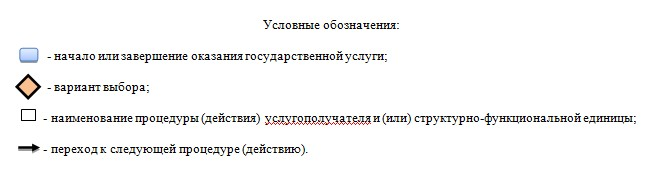 Условные обозначения:
- начало или завершение оказания государственной услуги;
- вариант выбора;
- наименование процедуры (действия) услугополучателя и (или) структурно-функциональной единицы;
- переход к следующей процедуре (действию).